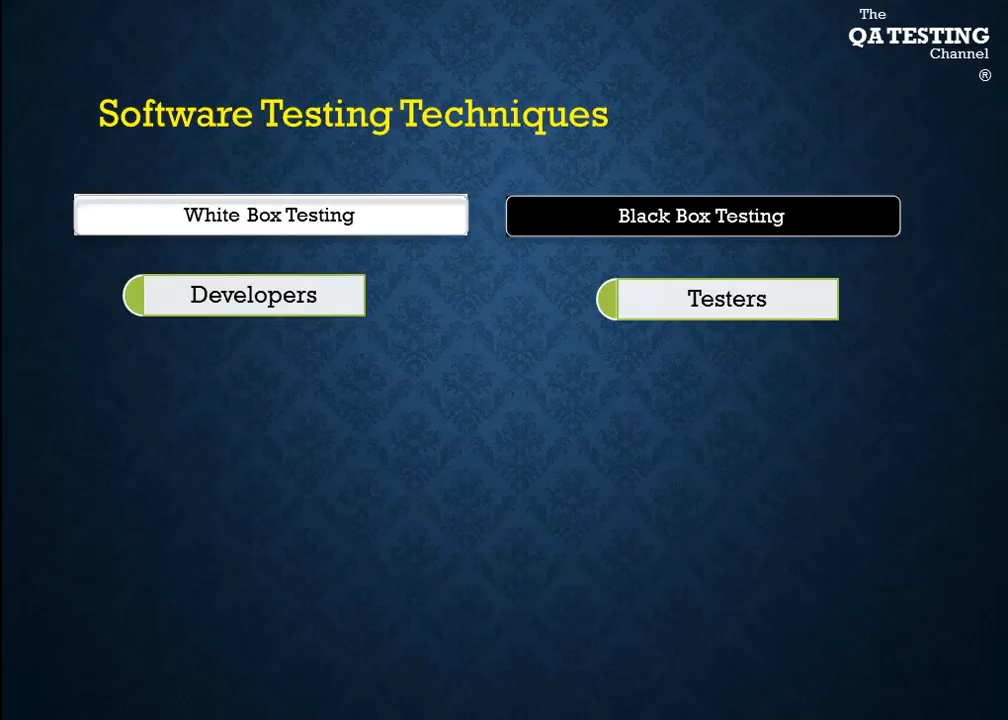 The
QA TESTING
Channel
®
Software Testing Techniques
White Box Testing
Black Box Testing
Developers
Testers